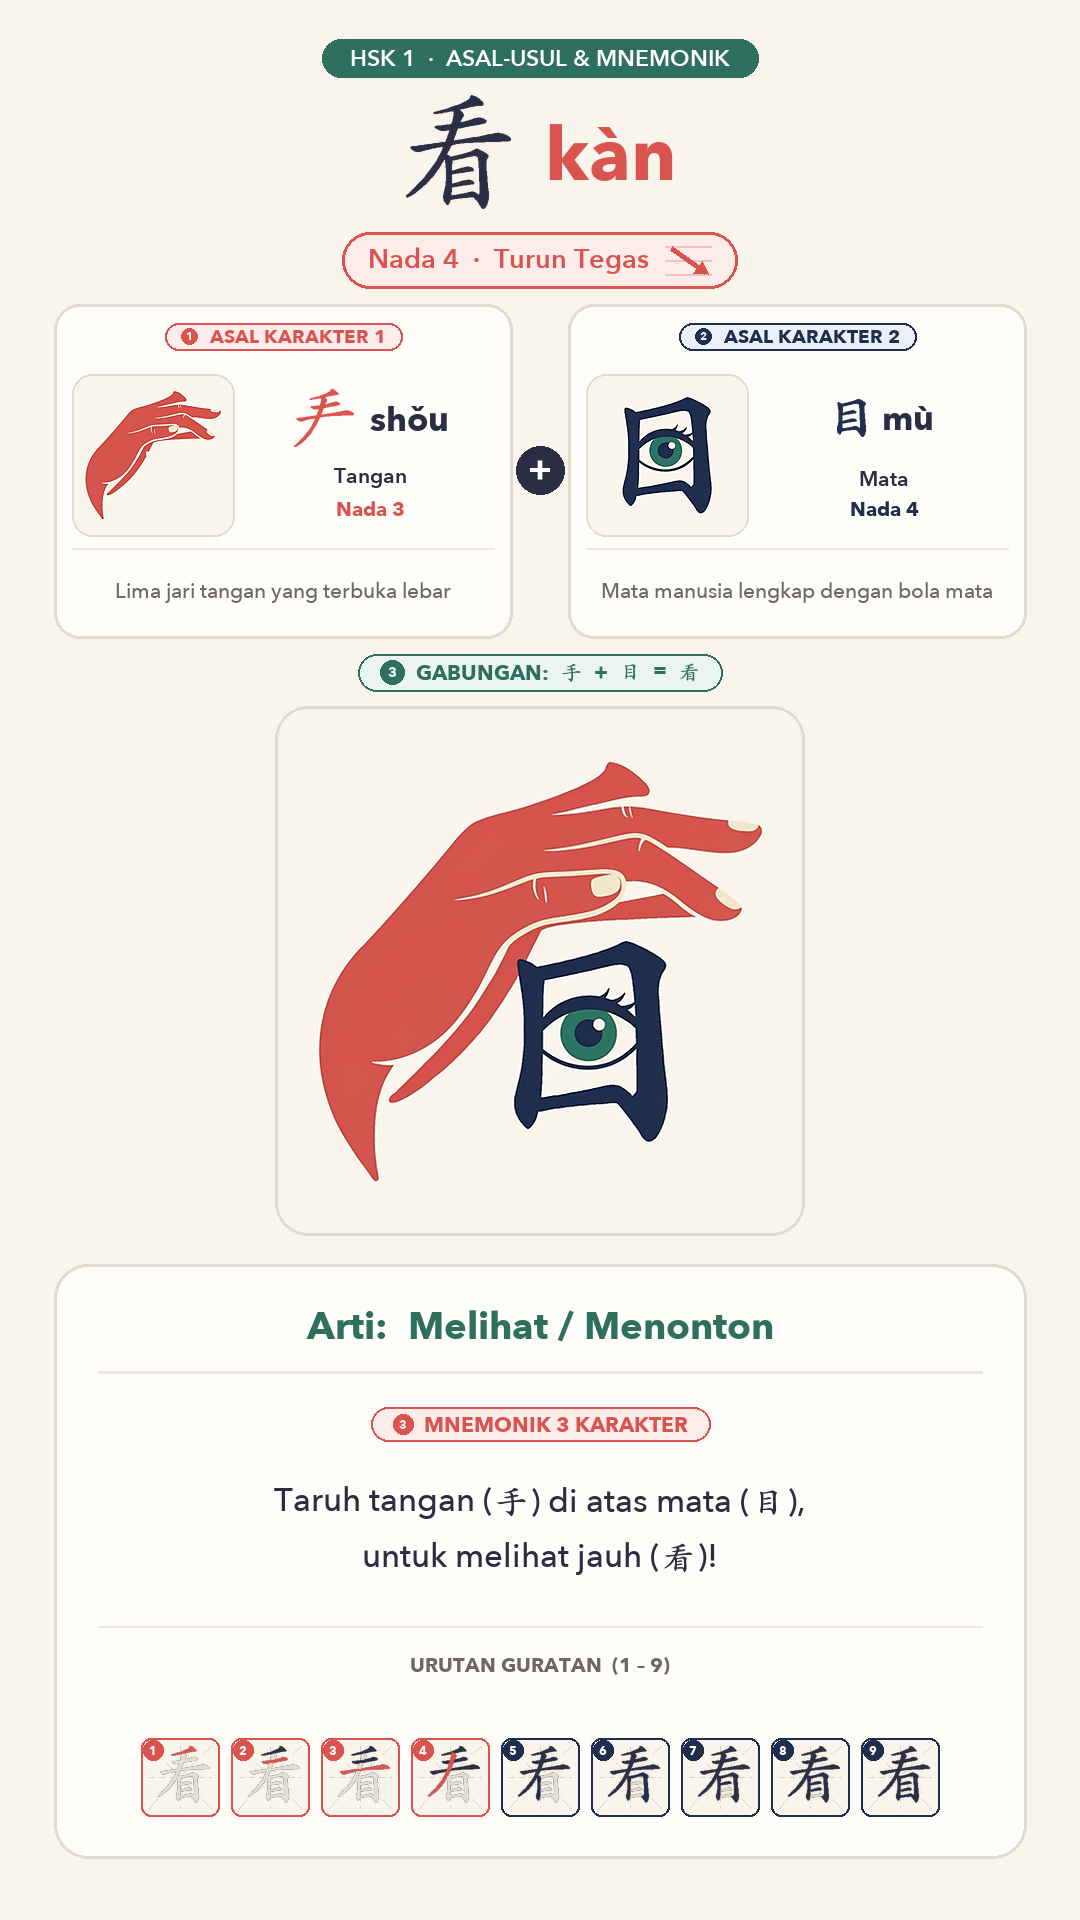 HSK 1 · ASAL-USUL & MNEMONIK
看 kàn
Nada 4 · Turun Tegas
1 ASAL KARAKTER 1
手 shǒu
Tangan
Nada 3
Lima jari tangan yang terbuka lebar
+
2 ASAL KARAKTER 2
目 mù
Mata
Nada 4
Mata manusia lengkap dengan bola mata
3 GABUNGAN: 手 + 目 = 看
Arti: Melihat / Menonton
3 MNEMONIK 3 KARAKTER
Taruh tangan (手) di atas mata (目),
untuk melihat jauh (看)!
URUTAN GURATAN (1 – 9)
1 看 2 看 3 看 4 看 5 看 6 看 7 看 8 看 9 看